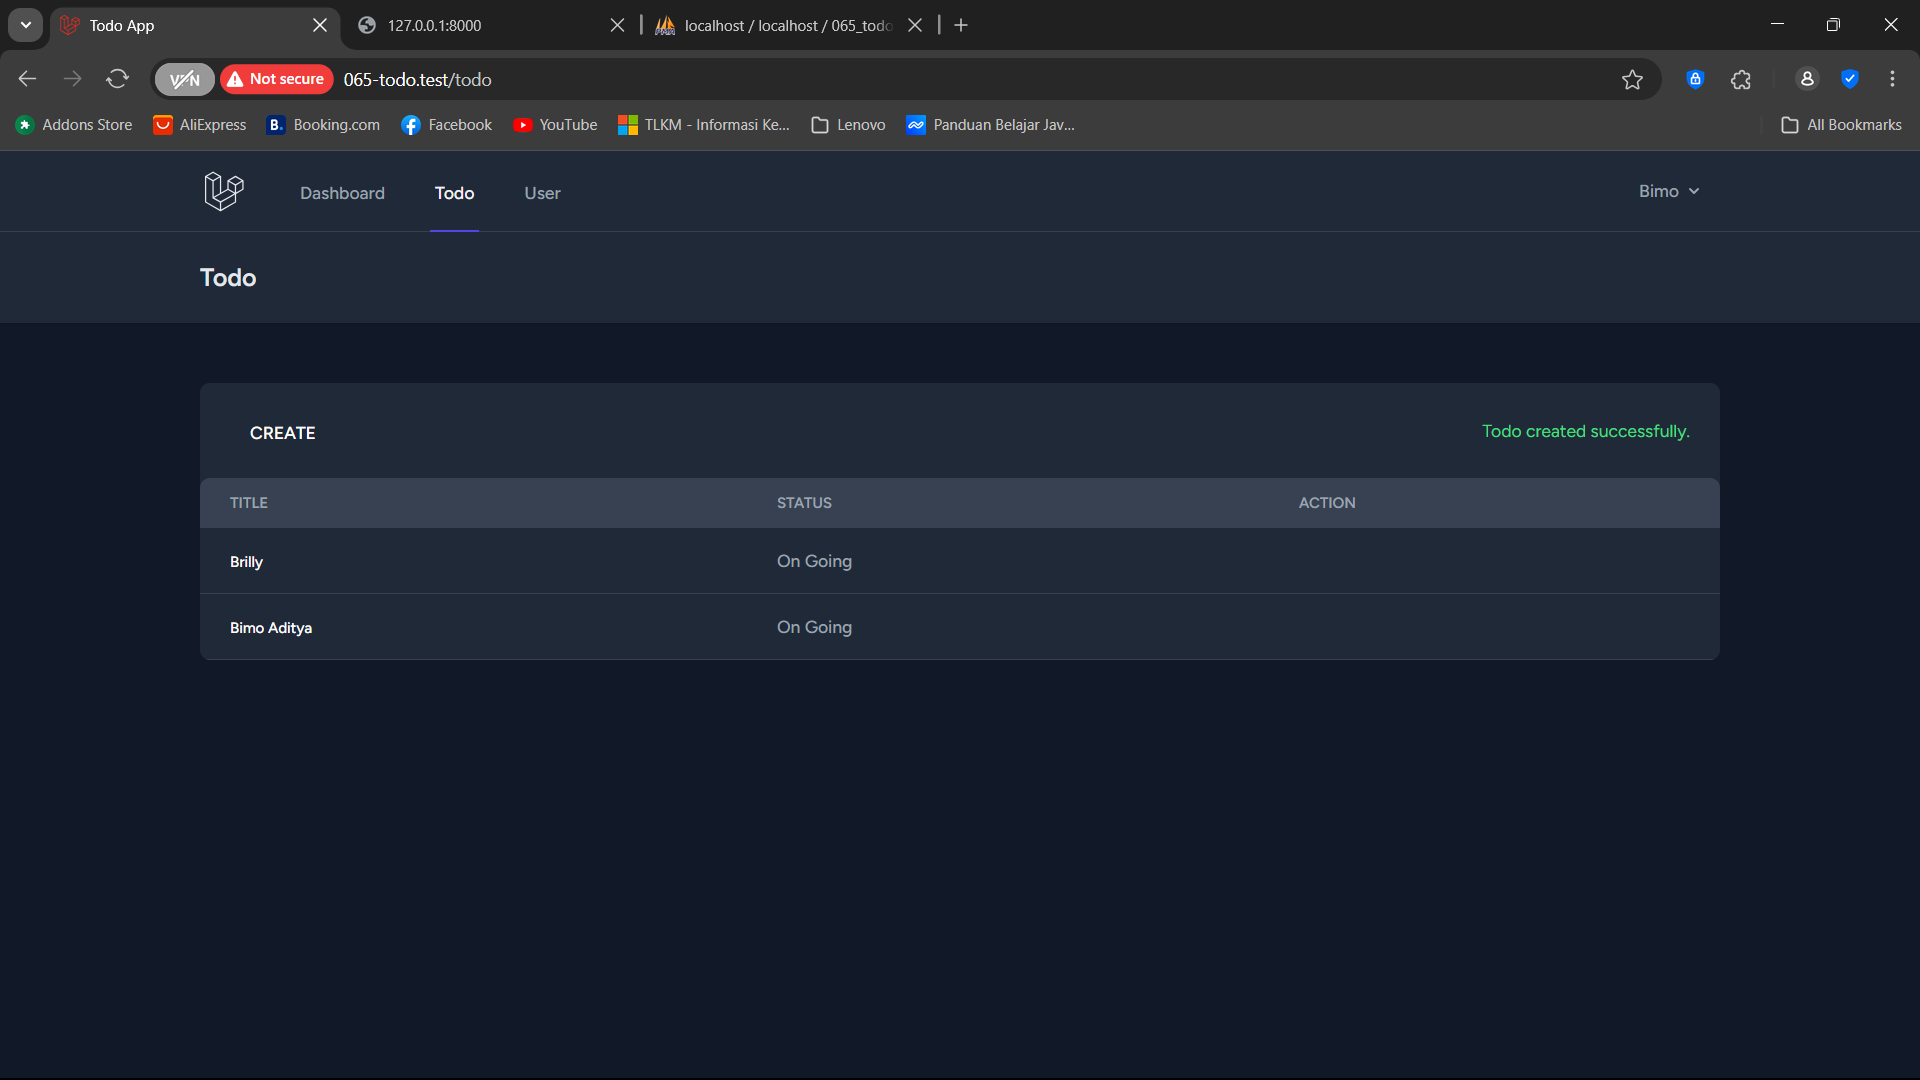 Todo App
127.0.0.1:8000
localhost / localhost / 065_todo
VPN
Not secure
065-todo.test/todo
Addons Store
AliExpress
B.
Booking.com
Facebook
YouTube
TLKM - Informasi Ke...
Lenovo
Panduan Belajar Jav...
All Bookmarks
Dashboard
Todo
User
Bimo
Todo
CREATE
Todo created successfully.
TITLE
STATUS
ACTION
Brilly
On Going
Bimo Aditya
On Going